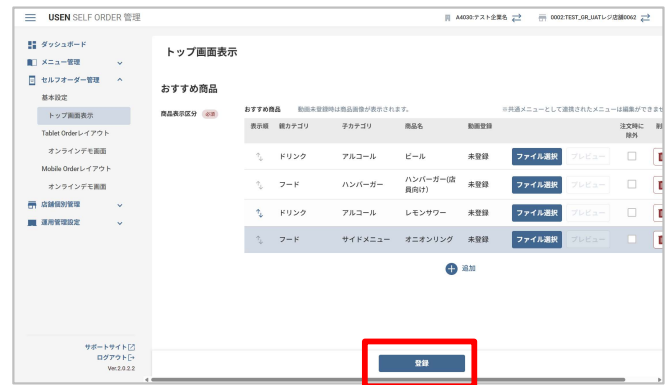 USEN SELF ORDER 管理
A4030:テスト企業名
0002:TEST_GR_UATレジ店舗0062
ダッシュボード
メニュー管理
セルフオーダー管理
基本設定
トップ画面表示
Tablet Orderレイアウト
オンラインデモ画面
Mobile Orderレイアウト
オンラインデモ画面
店舗個別管理
運用管理設定
サポートサイト
ログアウト
Ver.2.0.2.2
トップ画面表示
おすすめ商品
商品表示区分 必須
おすすめ商品 動画未登録時は商品画像が表示されます。 ※共通メニューとして連携されたメニューは編集ができませ
表示順 親カテゴリ 子カテゴリ 商品名 動画登録 注文時に除外 削
ドリンク アルコール ビール 未登録 ファイル選択 プレビュー
フード ハンバーガー ハンバーガー(店員向け) 未登録 ファイル選択 プレビュー
ドリンク アルコール レモンサワー 未登録 ファイル選択 プレビュー
フード サイドメニュー オニオンリング 未登録 ファイル選択 プレビュー
追加
登録